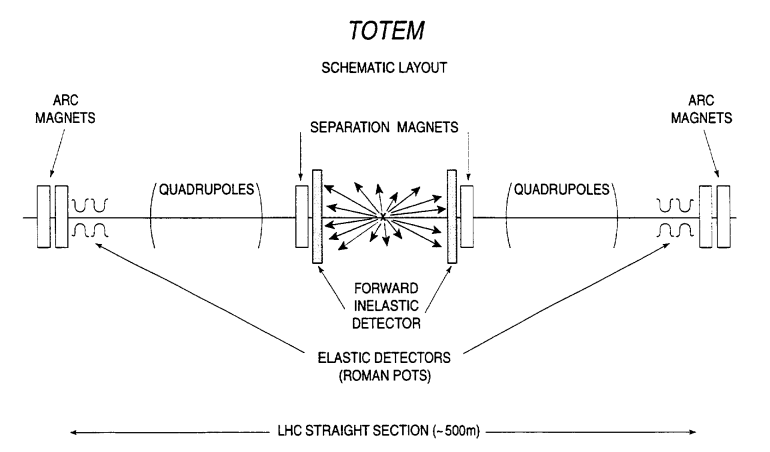 TOTEM
SCHEMATIC LAYOUT
ARC
MAGNETS
SEPARATION MAGNETS
ARC
MAGNETS
QUADRUPOLES
QUADRUPOLES
x
FORWARD
INELASTIC
DETECTOR
ELASTIC DETECTORS
(ROMAN POTS)
LHC STRAIGHT SECTION (~500m)